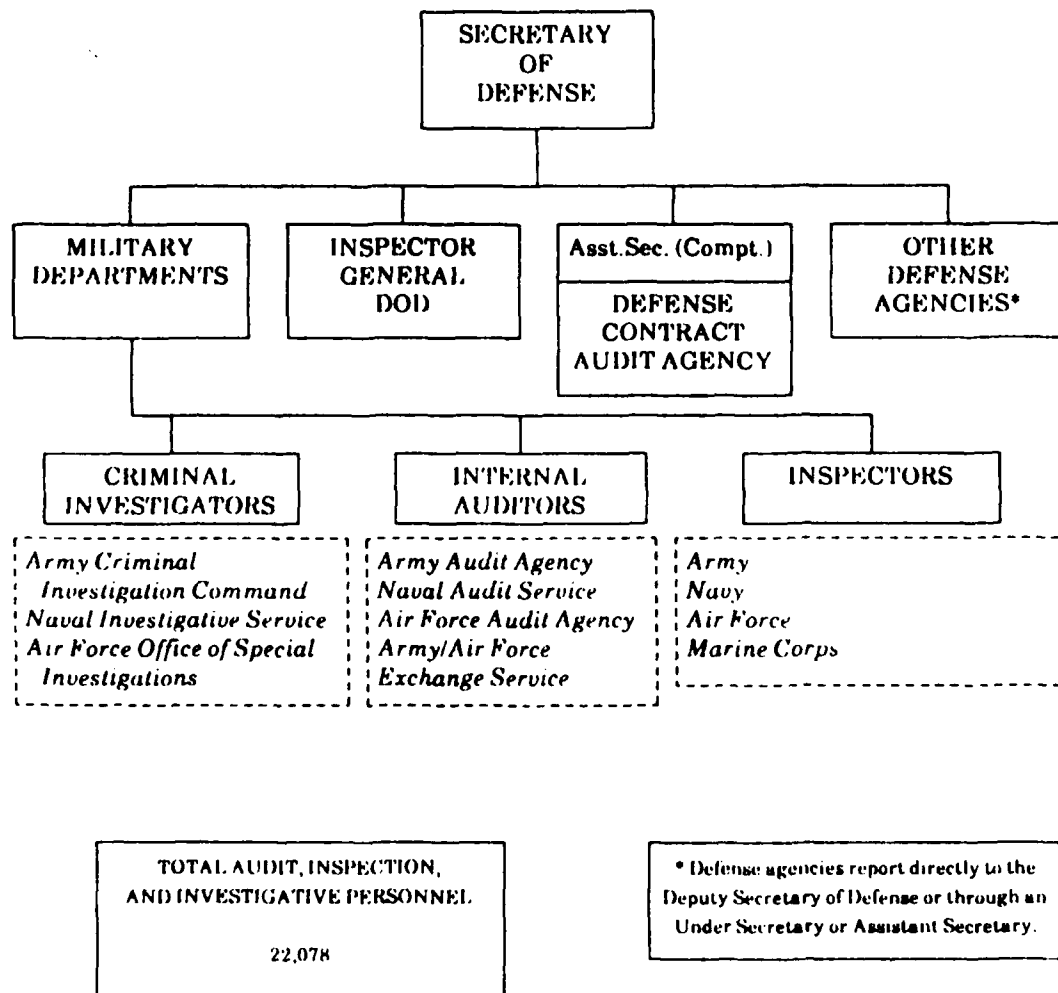 SECRETARY
OF
DEFENSE
MILITARY
DEPARTMENTS
INSPECTOR
GENERAL
DOD
Asst.Sec. (Compt.)
DEFENSE
CONTRACT
AUDIT AGENCY
OTHER
DEFENSE
AGENCIES*
CRIMINAL
INVESTIGATORS
Army Criminal
Investigation Command
Naval Investigative Service
Air Force Office of Special
Investigations
INTERNAL
AUDITORS
Army Audit Agency
Naval Audit Service
Air Force Audit Agency
Army/Air Force
Exchange Service
INSPECTORS
Army
Navy
Air Force
Marine Corps
TOTAL AUDIT, INSPECTION,
AND INVESTIGATIVE PERSONNEL
22,078
* Defense agencies report directly to the
Deputy Secretary of Defense or through an
Under Secretary or Assistant Secretary.